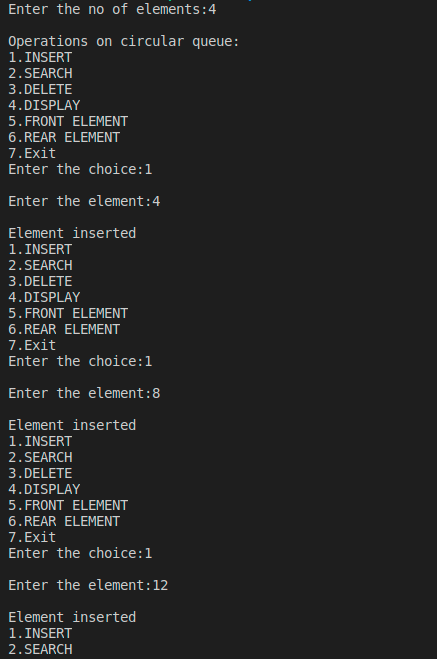 Enter the no of elements:4
Operations on circular queue:
1.INSERT
2.SEARCH
3.DELETE
4.DISPLAY
5.FRONT ELEMENT
6.REAR ELEMENT
7.Exit
Enter the choice:1
Enter the element:4
Element inserted
1.INSERT
2.SEARCH
3.DELETE
4.DISPLAY
5.FRONT ELEMENT
6.REAR ELEMENT
7.Exit
Enter the choice:1
Enter the element:8
Element inserted
1.INSERT
2.SEARCH
3.DELETE
4.DISPLAY
5.FRONT ELEMENT
6.REAR ELEMENT
7.Exit
Enter the choice:1
Enter the element:12
Element inserted
1.INSERT
2.SEARCH